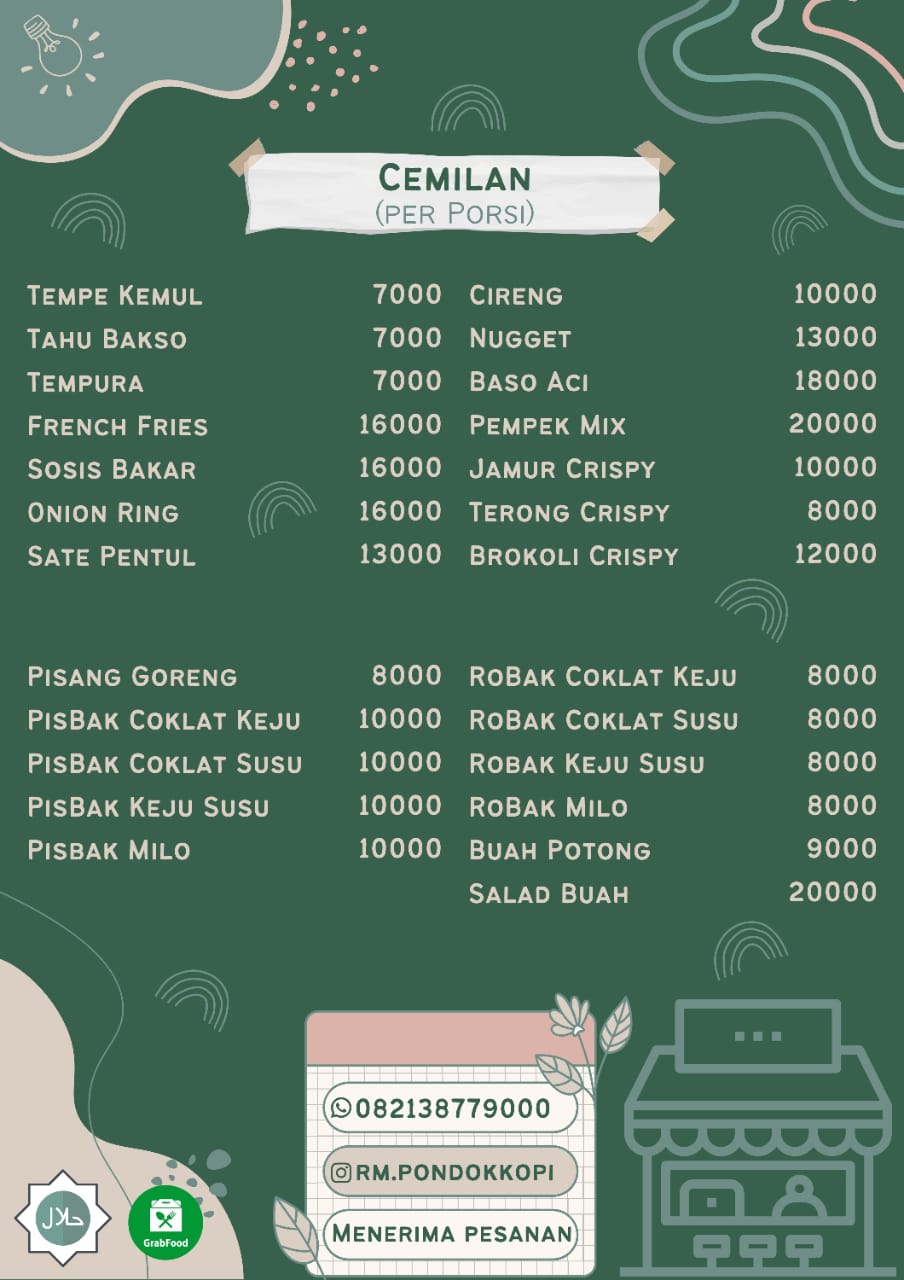 Cemilan
(per Porsi)
Tempe Kemul 7000
Tahu Bakso 7000
Tempura 7000
French Fries 16000
Sosis Bakar 16000
Onion Ring 16000
Sate Pentul 13000
Cireng 10000
Nugget 13000
Baso Aci 18000
Pempek Mix 20000
Jamur Crispy 10000
Terong Crispy 8000
Brokoli Crispy 12000
Pisang Goreng 8000
PisBak Coklat Keju 10000
PisBak Coklat Susu 10000
PisBak Keju Susu 10000
Pisbak Milo 10000
RoBak Coklat Keju 8000
RoBak Coklat Susu 8000
Robak Keju Susu 8000
RoBak Milo 8000
Buah Potong 9000
Salad Buah 20000
082138779000
RM.PONDOKKOPI
Menerima pesanan
حلال
GrabFood